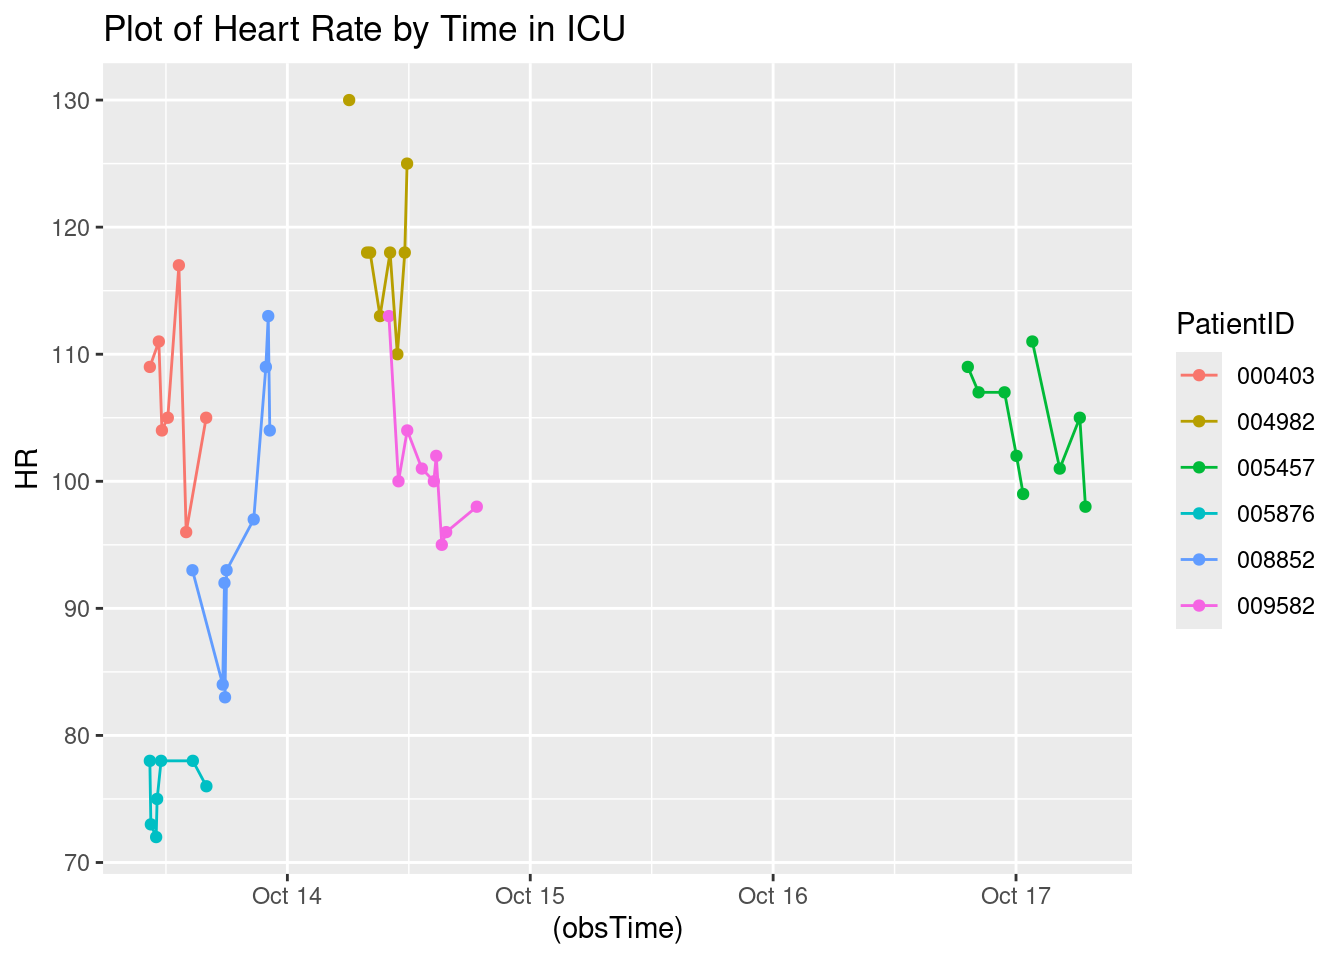 Plot of Heart Rate by Time in ICU
130
120
110
100
90
80
70
HR
Oct 14
Oct 15
Oct 16
Oct 17
(obsTime)
PatientID
000403
004982
005457
005876
008852
009582